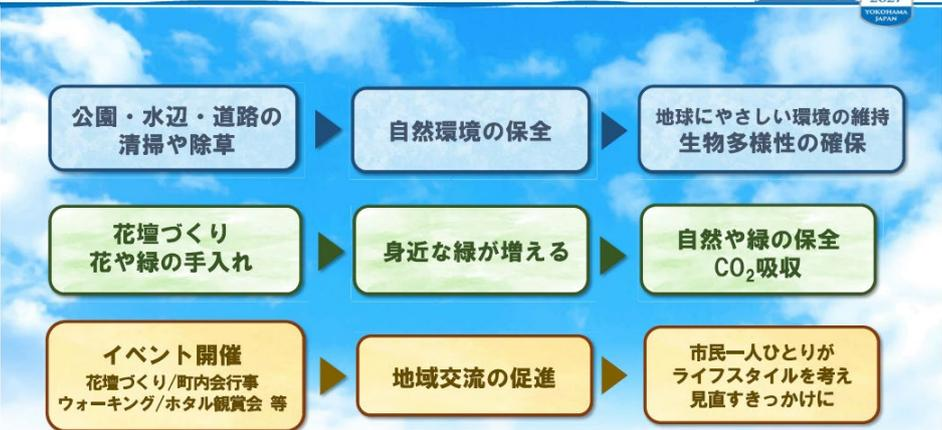 YOKOHAMA
JAPAN
公園・水辺・道路の
清掃や除草
自然環境の保全
地球にやさしい環境の維持
生物多様性の確保
花壇づくり
花や緑の手入れ
身近な緑が増える
自然や緑の保全
CO₂吸収
イベント開催
花壇づくり/町内会行事
ウォーキング/ホタル観賞会 等
地域交流の促進
市民一人ひとりが
ライフスタイルを考え
見直すきっかけに